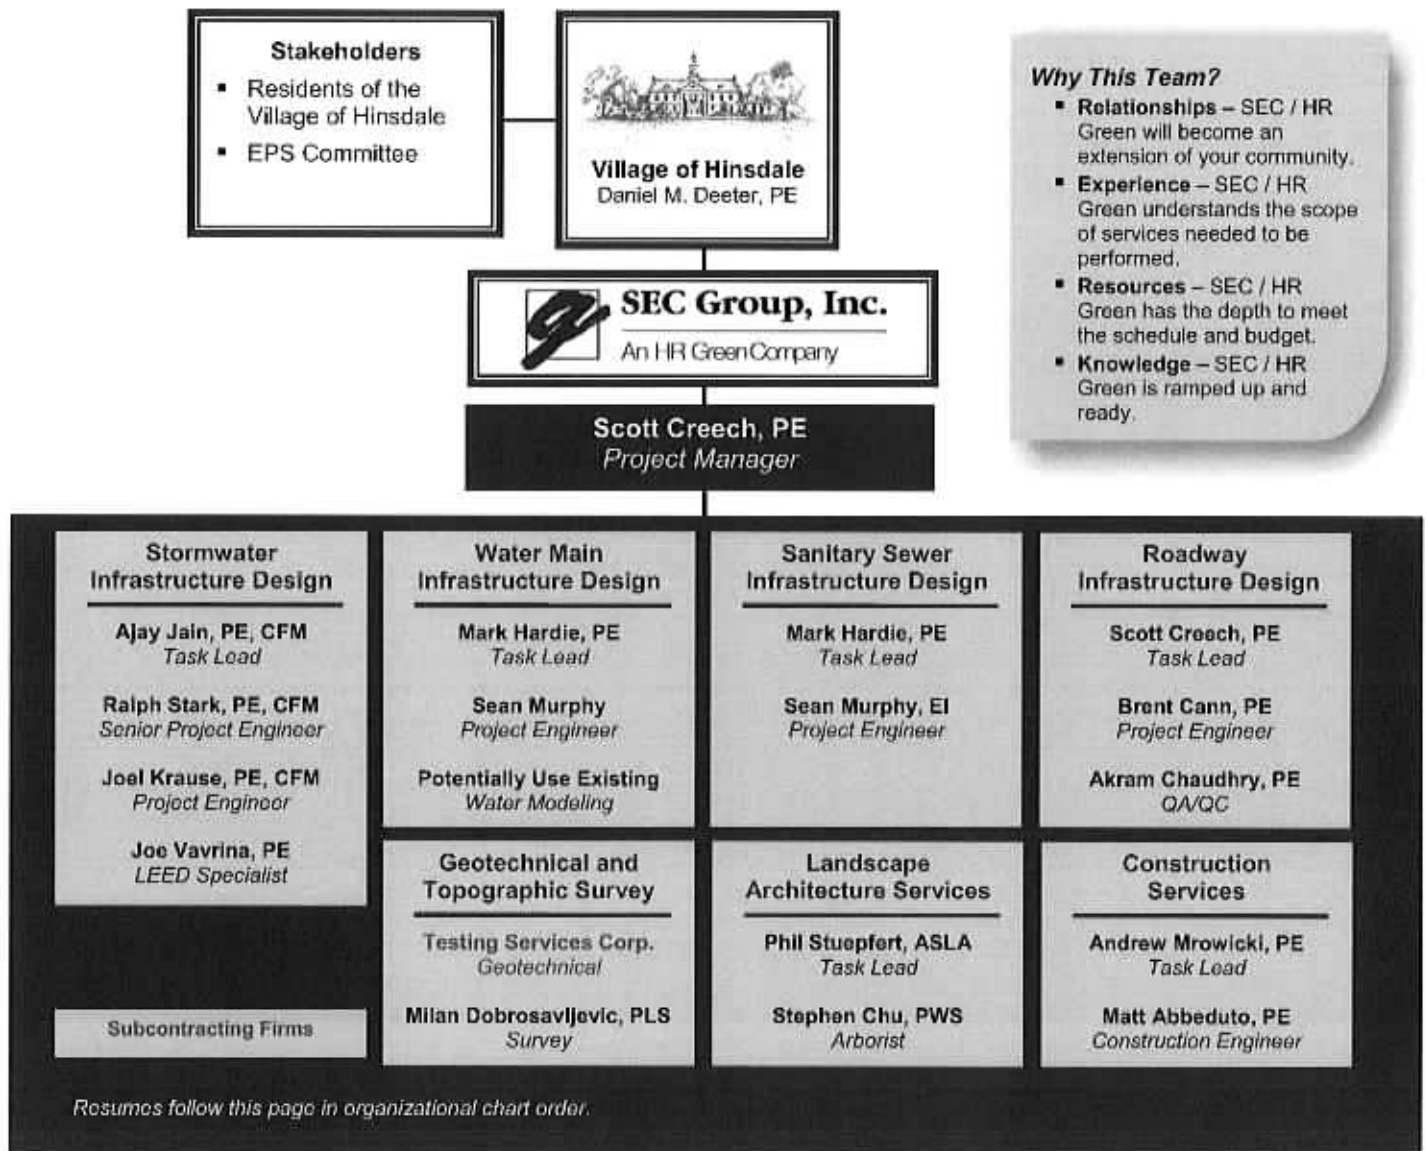 Stakeholders
▪ Residents of the
Village of Hinsdale
▪ EPS Committee
Village of Hinsdale
Daniel M. Deeter, PE
Why This Team?
▪ Relationships – SEC / HR
Green will become an
extension of your community.
▪ Experience – SEC / HR
Green understands the scope
of services needed to be
performed.
▪ Resources – SEC / HR
Green has the depth to meet
the schedule and budget.
▪ Knowledge – SEC / HR
Green is ramped up and
ready.
SEC Group, Inc.
An HR Green Company
Scott Creech, PE
Project Manager
Stormwater
Infrastructure Design
Ajay Jain, PE, CFM
Task Lead
Ralph Stark, PE, CFM
Senior Project Engineer
Joel Krause, PE, CFM
Project Engineer
Joe Vavrina, PE
LEED Specialist
Water Main
Infrastructure Design
Mark Hardie, PE
Task Lead
Sean Murphy
Project Engineer
Potentially Use Existing
Water Modeling
Sanitary Sewer
Infrastructure Design
Mark Hardie, PE
Task Lead
Sean Murphy, EI
Project Engineer
Roadway
Infrastructure Design
Scott Creech, PE
Task Lead
Brent Cann, PE
Project Engineer
Akram Chaudhry, PE
QA/QC
Geotechnical and
Topographic Survey
Testing Services Corp.
Geotechnical
Milan Dobrosavljevic, PLS
Survey
Landscape
Architecture Services
Phil Stuepfert, ASLA
Task Lead
Stephen Chu, PWS
Arborist
Construction
Services
Andrew Mrowicki, PE
Task Lead
Matt Abbeduto, PE
Construction Engineer
Subcontracting Firms
Resumes follow this page in organizational chart order.